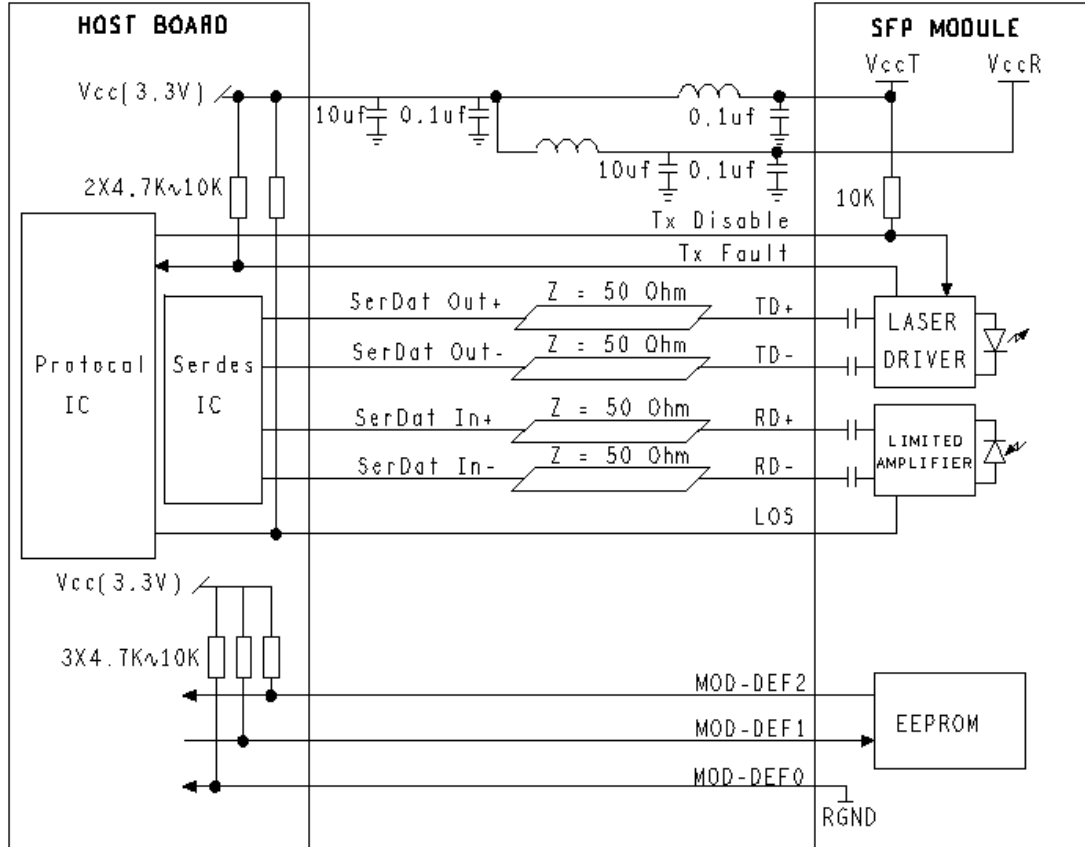 HOST BOARD
SFP MODULE
VccT
VccR
Vcc(3.3V)
10uf
0.1uf
0.1uf
10uf
0.1uf
2X4.7K~10K
10K
Tx Disable
Tx Fault
SerDat Out+
Z = 50 Ohm
TD+
LASER
DRIVER
SerDat Out-
Z = 50 Ohm
TD-
Protocal
IC
Serdes
IC
SerDat In+
Z = 50 Ohm
RD+
LIMITED
AMPLIFIER
SerDat In-
Z = 50 Ohm
RD-
LOS
Vcc(3.3V)
3X4.7K~10K
MOD-DEF2
EEPROM
MOD-DEF1
MOD-DEF0
RGND